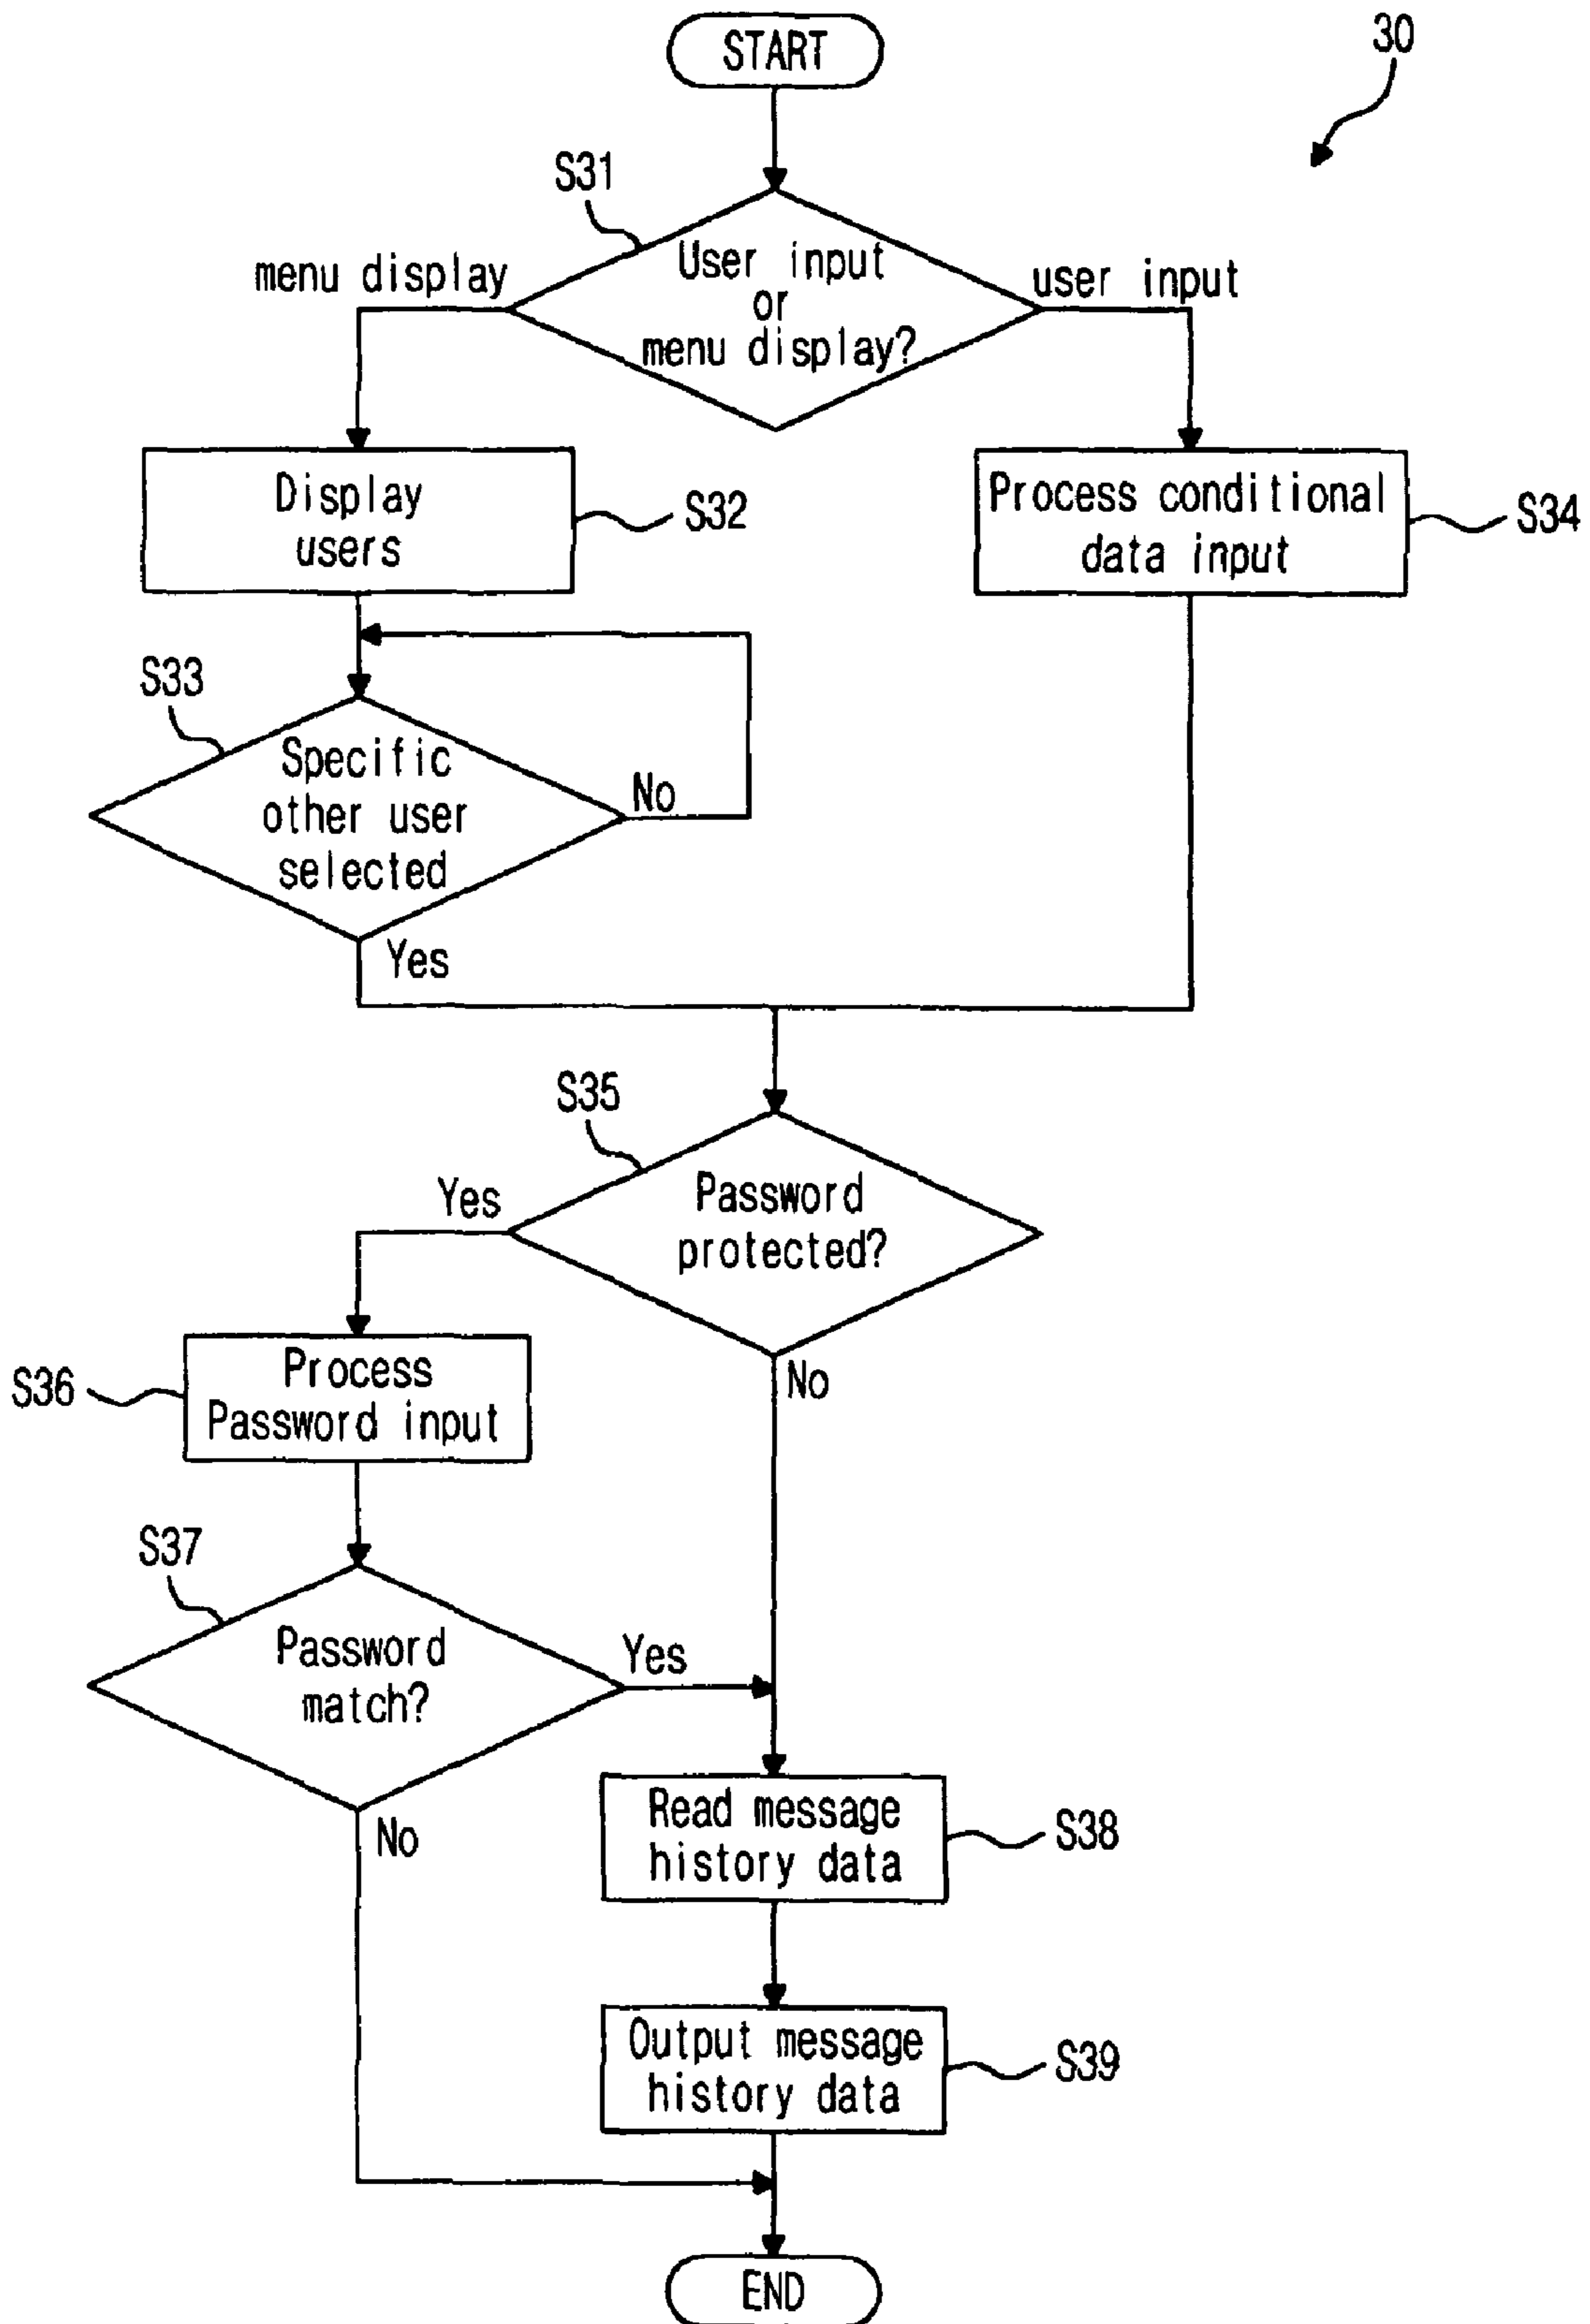 START
30
S31
User input
or
menu display?
menu display
user input
Display
users
S32
Process conditional
data input
S34
S33
Specific
other user
selected
No
Yes
S35
Password
protected?
Yes
No
Process
Password input
S36
S37
Password
match?
Yes
No
Read message
history data
S38
Output message
history data
S39
END